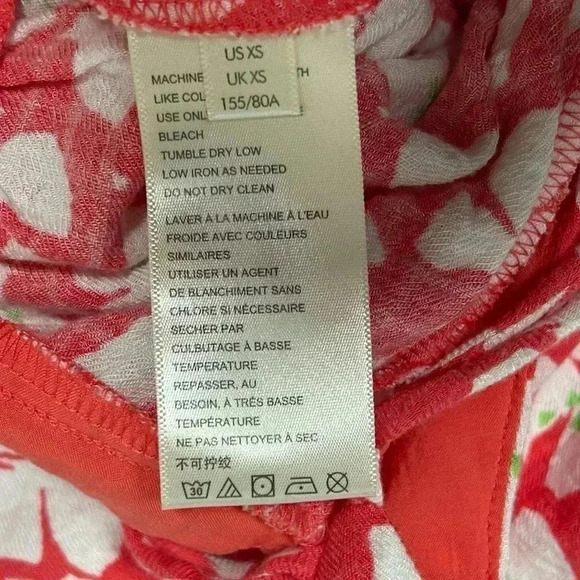 US XS
UK XS
155/80A
MACHINE TH
LIKE COL
USE ONL
BLEACH
TUMBLE DRY LOW
LOW IRON AS NEEDED
DO NOT DRY CLEAN
LAVER A LA MACHINE À L'EAU
FROIDE AVEC COULEURS
SIMILAIRES
UTILISER UN AGENT
DE BLANCHIMENT SANS
CHLORE SI NÉCESSAIRE
SECHER PAR
CULBUTAGE À BASSE
TEMPERATURE
REPASSER, AU
BESOIN, À TRÈS BASSE
TEMPÉRATURE
NE PAS NETTOYER À SEC
不可拧绞
30